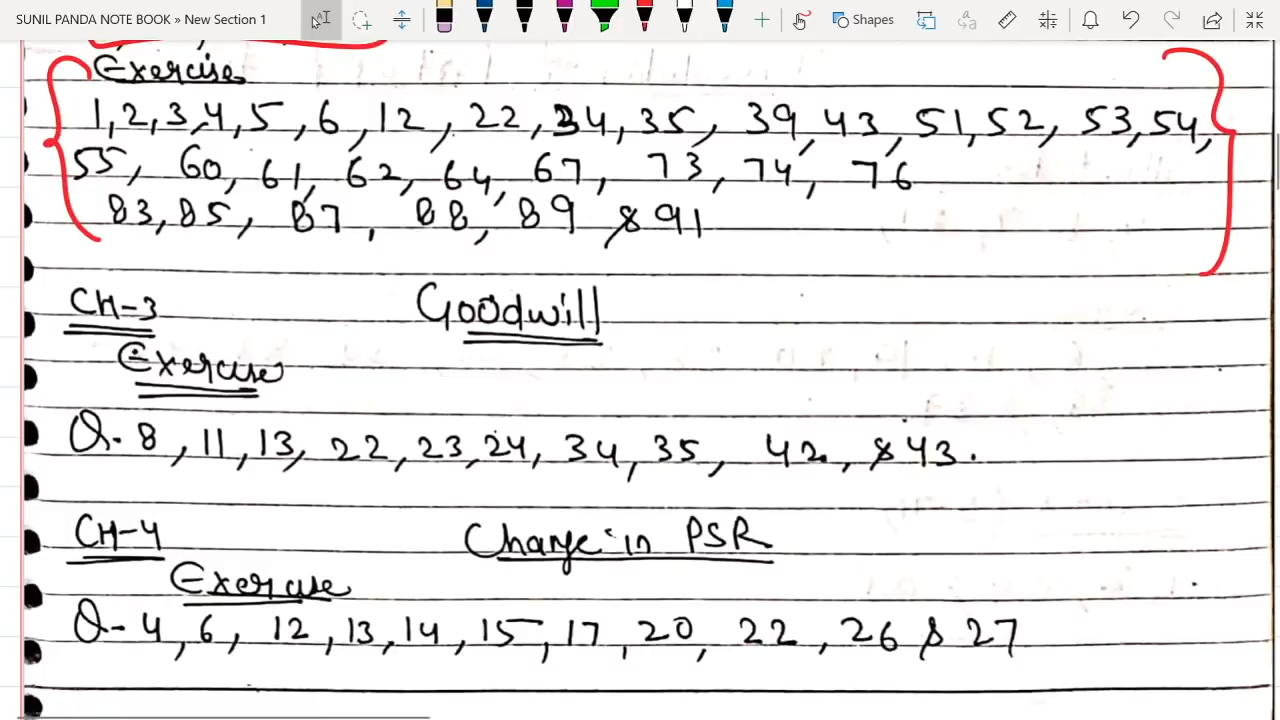 SUNIL PANDA NOTE BOOK » New Section 1
Shapes
Exercise
1, 2, 3, 4, 5, 6, 12, 22, 34, 35, 39, 43, 51, 52, 53, 54,
55, 60, 61, 62, 64, 67, 73, 74, 76
83, 85, 87, 88, 89 & 91
CH-3 Goodwill
Exercise
Q- 8, 11, 13, 22, 23, 24, 34, 35, 42, & 43.
CH-4 Change in PSR
Exercise
Q- 4, 6, 12, 13, 14, 15, 17, 20, 22, 26 & 27